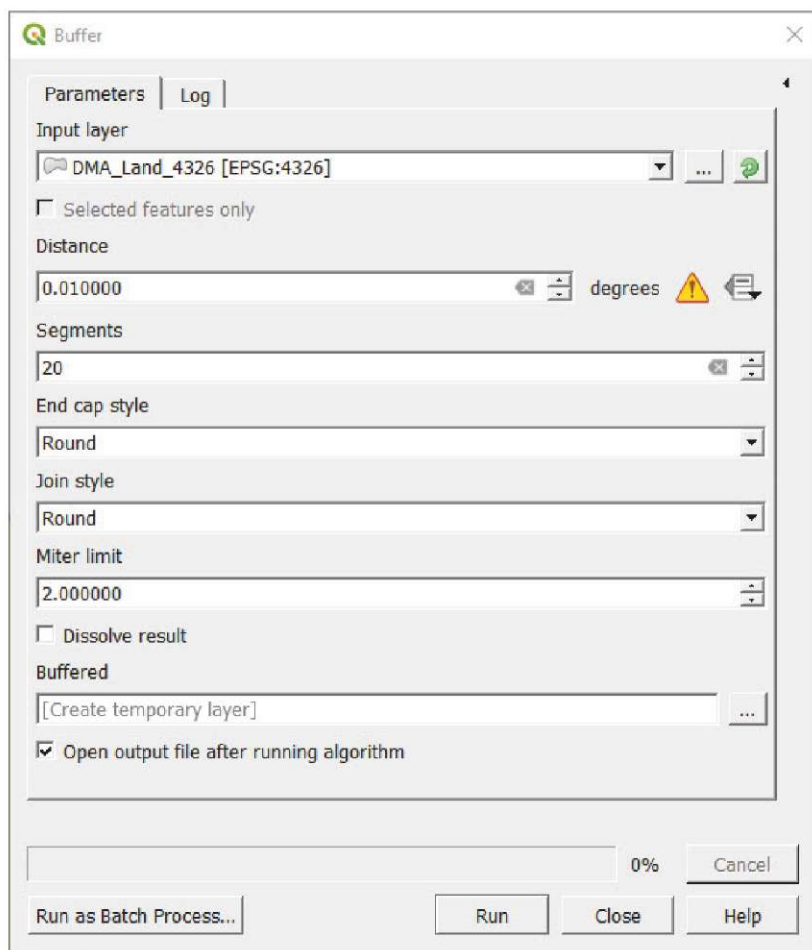 Buffer
Parameters Log
Input layer
DMA_Land_4326 [EPSG:4326]
...
Selected features only
Distance
0.010000
degrees
Segments
20
End cap style
Round
Join style
Round
Miter limit
2.000000
Dissolve result
Buffered
[Create temporary layer]
...
Open output file after running algorithm
0%
Cancel
Run as Batch Process...
Run
Close
Help